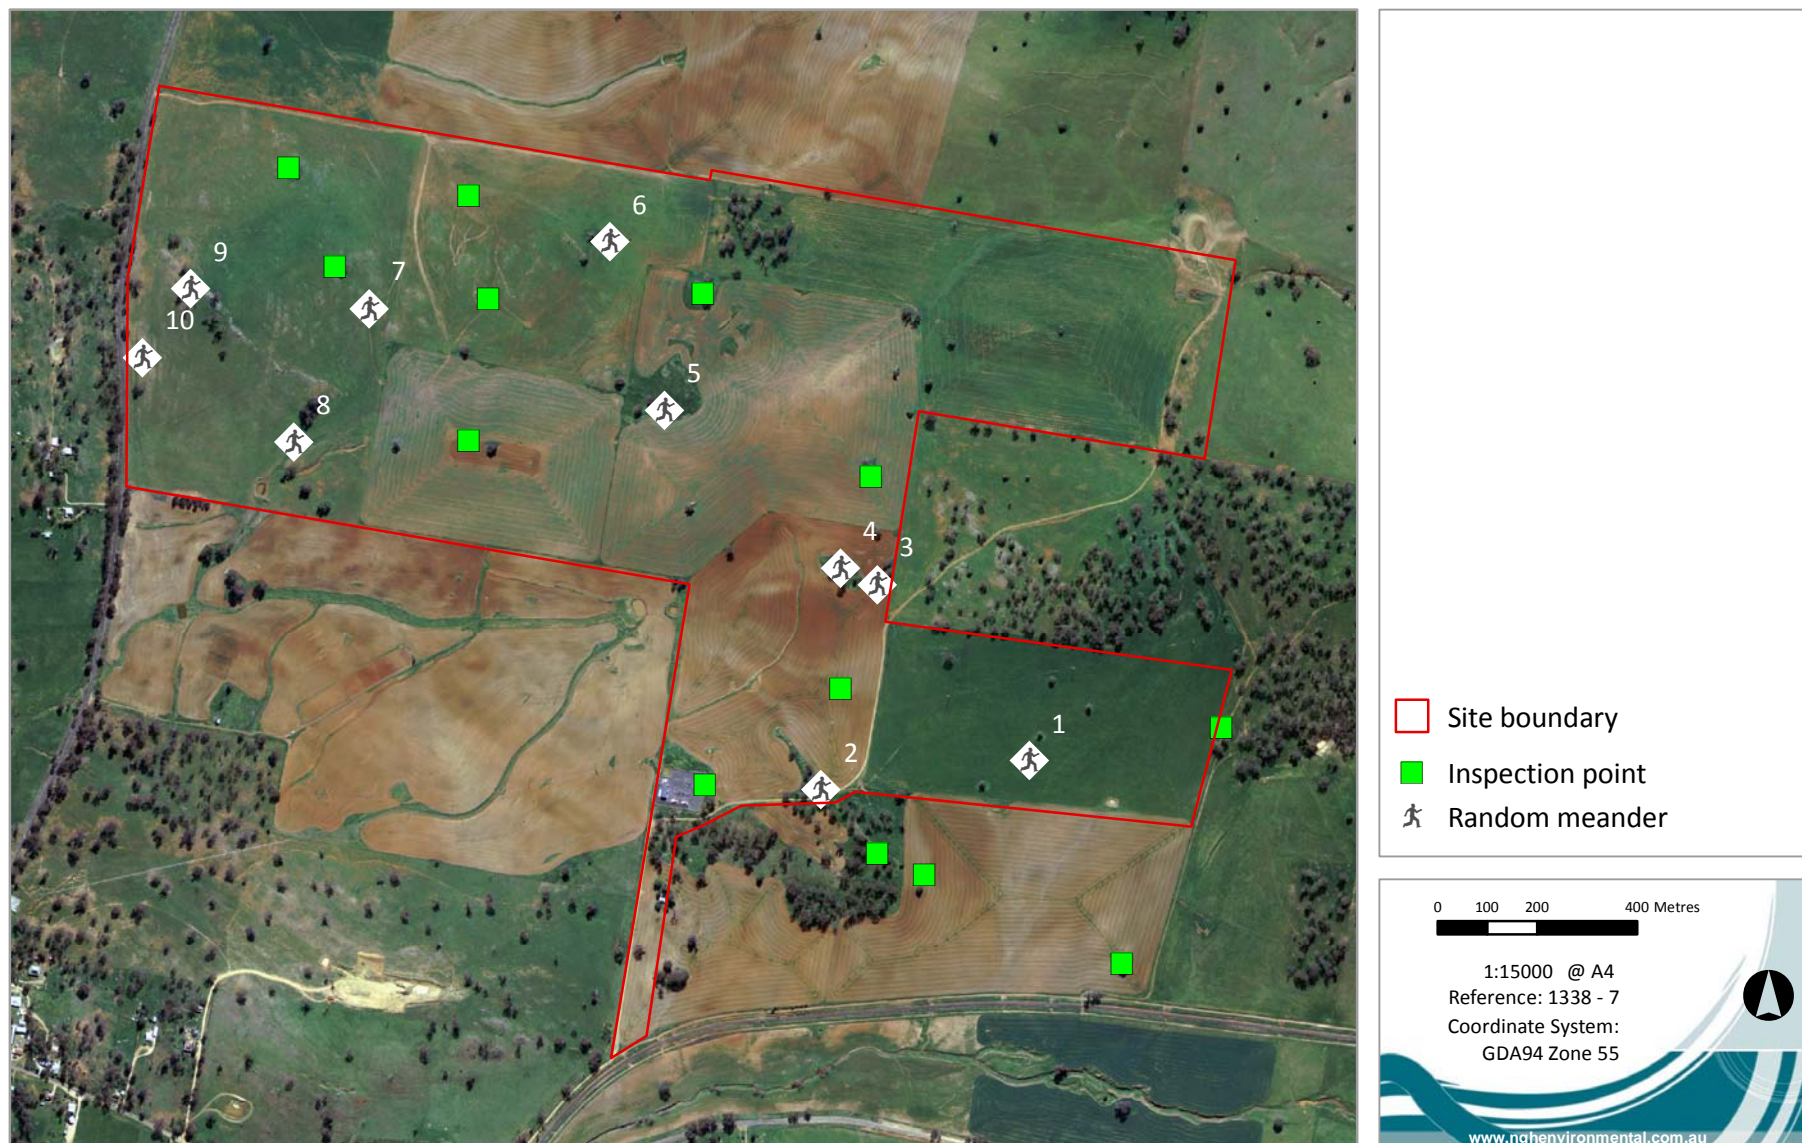 6
9
7
10
5
8
4
3
1
2
Site boundary
Inspection point
Random meander
0 100 200 400 Metres
1:15000 @ A4
Reference: 1338 - 7
Coordinate System:
GDA94 Zone 55
www.nghenvironmental.com.au